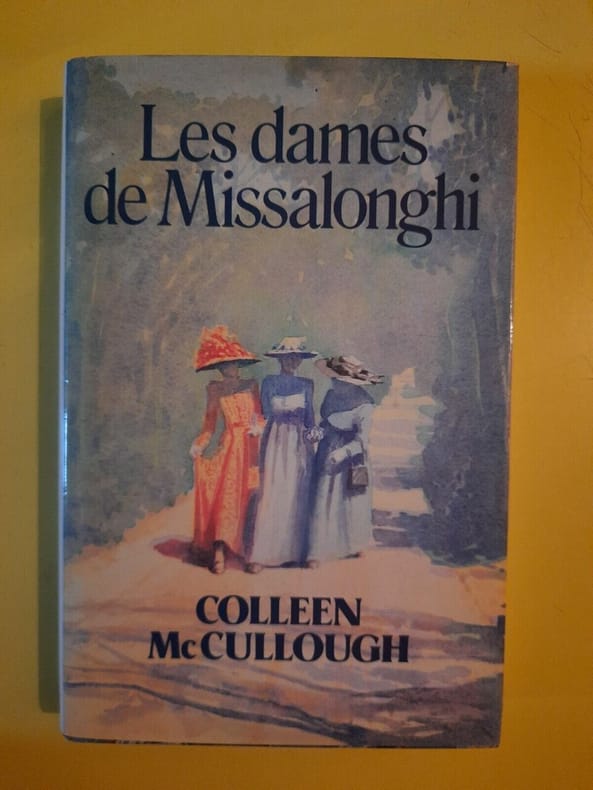 Les dames
de Missalonghi
COLLEEN
McCULLOUGH